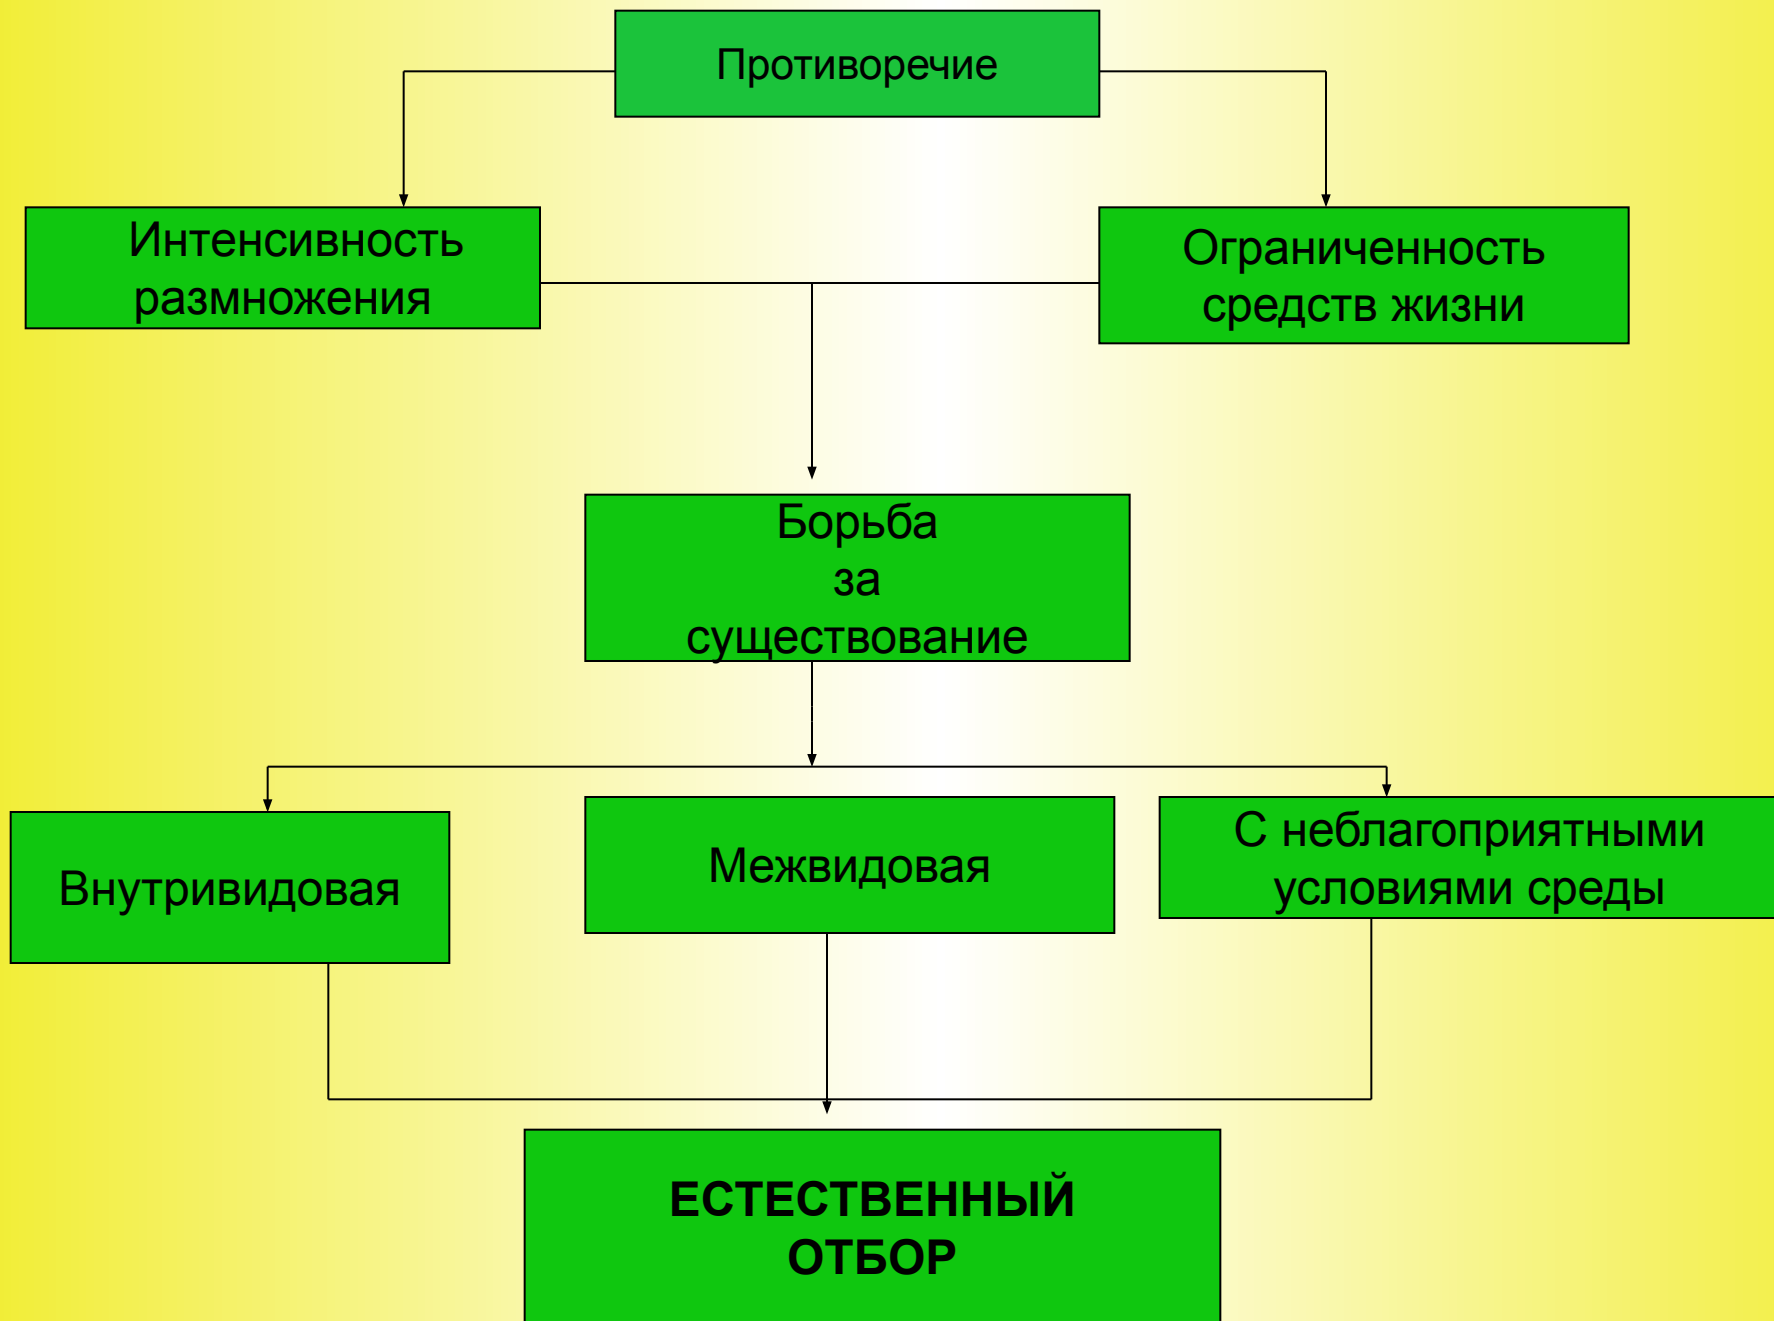 Противоречие
Интенсивность
размножения
Ограниченность
средств жизни
Борьба
за
существование
Внутривидовая
Межвидовая
С неблагоприятными
условиями среды
ЕСТЕСТВЕННЫЙ
ОТБОР